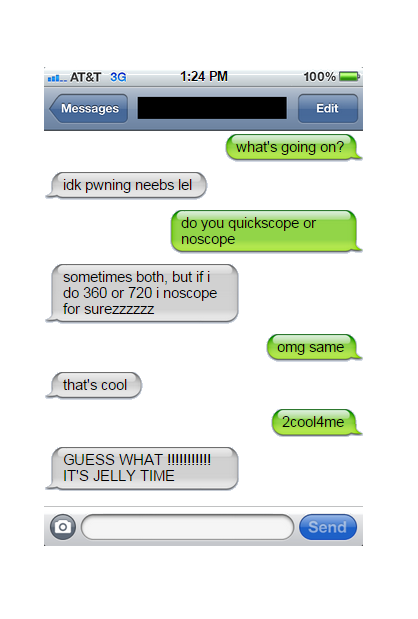 AT&T 3G 1:24 PM 100%
Messages Edit
what's going on?
idk pwning neebs lel
do you quickscope or
noscope
sometimes both, but if i
do 360 or 720 i noscope
for surezzzzzz
omg same
that's cool
2cool4me
GUESS WHAT !!!!!!!!!!!
IT'S JELLY TIME
Send